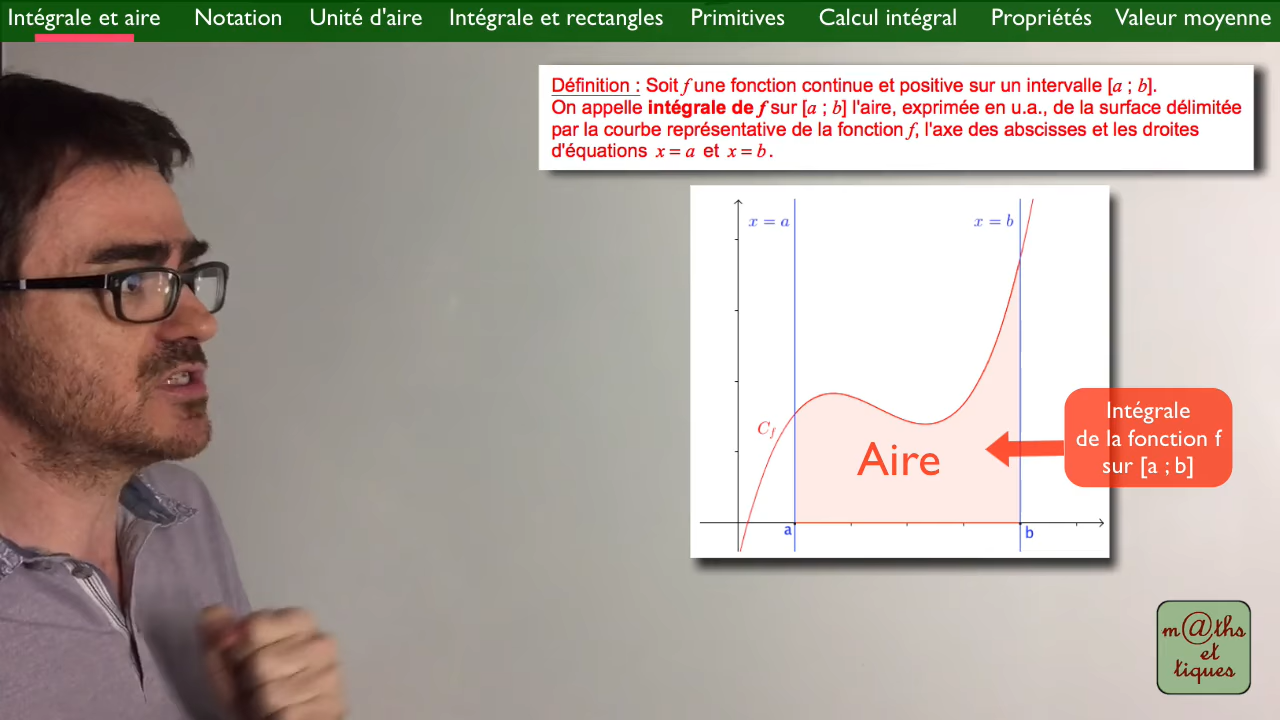 Intégrale et aire Notation Unité d'aire Intégrale et rectangles Primitives Calcul intégral Propriétés Valeur moyenne
Définition : Soit f une fonction continue et positive sur un intervalle [a ; b].
On appelle intégrale de f sur [a ; b] l'aire, exprimée en u.a., de la surface délimitée
par la courbe représentative de la fonction f, l'axe des abscisses et les droites
d'équations x = a et x = b.
x = a
x = b
C_f
Aire
Intégrale
de la fonction f
sur [a ; b]
a
b
m@ths
et
tiques